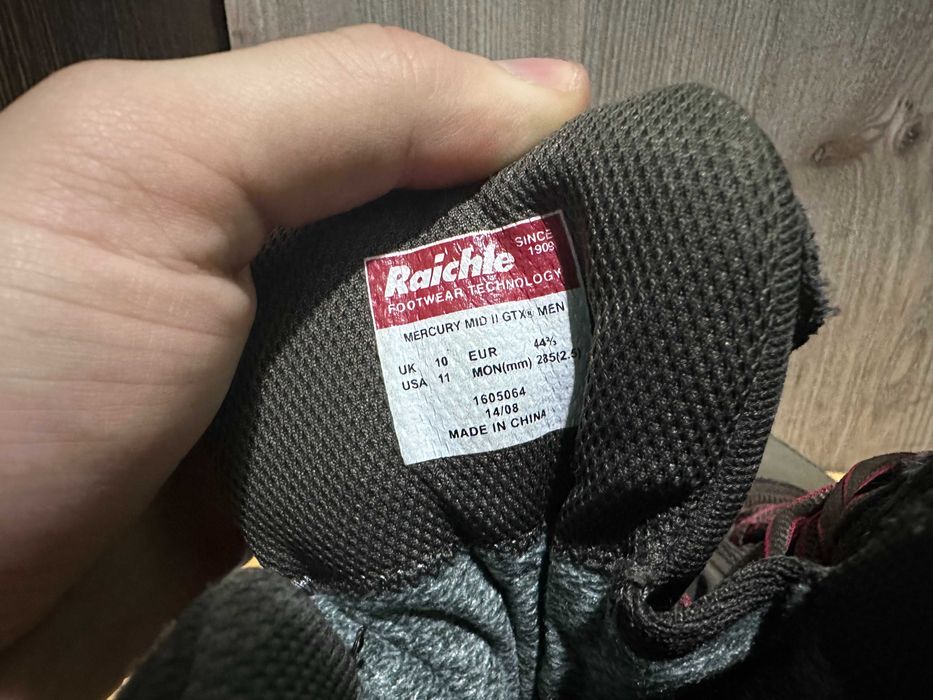 Raichle SINCE 1909
FOOTWEAR TECHNOLOGY
MERCURY MID II GTX® MEN
UK 10 EUR 44⅔
USA 11 MON(mm) 285(2.5)
1605064
14/08
MADE IN CHINA